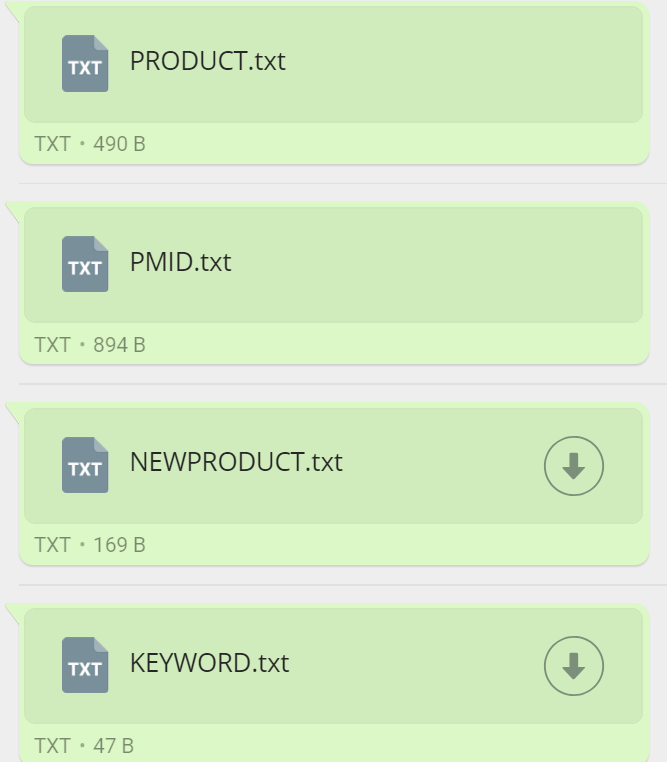 TXT PRODUCT.txt
TXT • 490 B
TXT PMID.txt
TXT • 894 B
TXT NEWPRODUCT.txt
TXT • 169 B
TXT KEYWORD.txt
TXT • 47 B